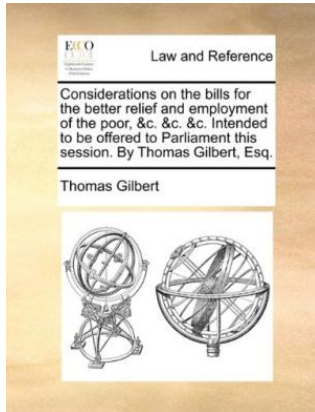 ECCO
Law and Reference
Considerations on the bills for
the better relief and employment
of the poor, &c. &c. &c. Intended
to be offered to Parliament this
session. By Thomas Gilbert, Esq.
Thomas Gilbert